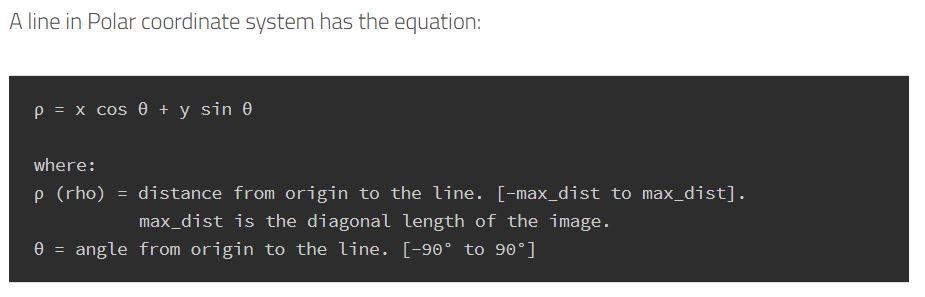 A line in Polar coordinate system has the equation:
ρ = x cos θ + y sin θ
where:
ρ (rho) = distance from origin to the line. [-max_dist to max_dist].
max_dist is the diagonal length of the image.
θ = angle from origin to the line. [-90° to 90°]